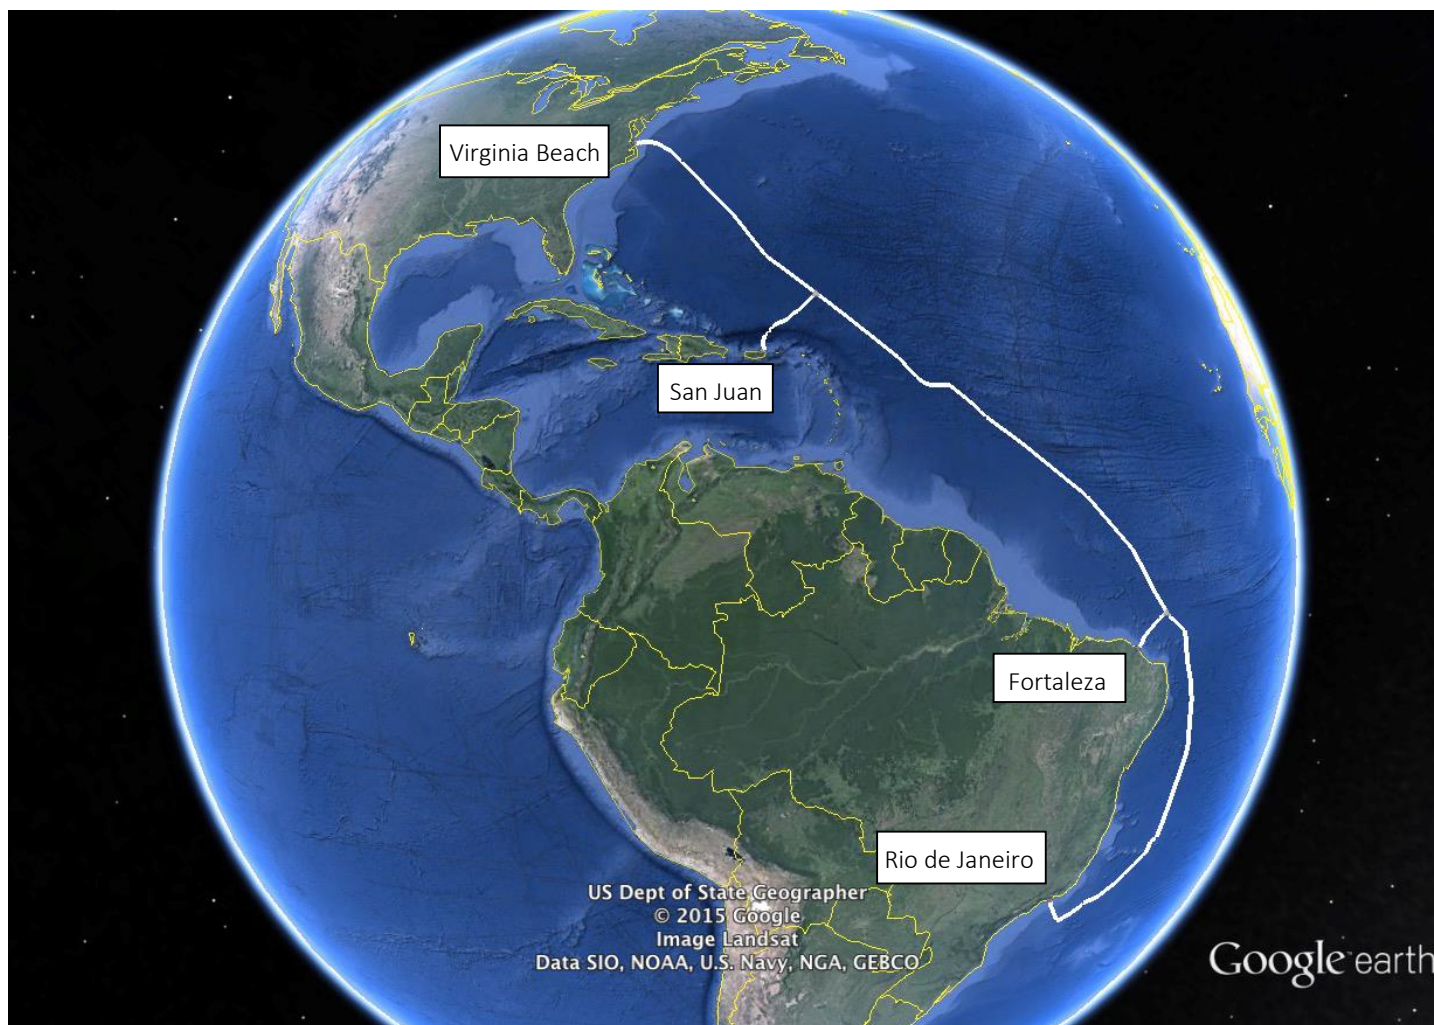 Virginia Beach
San Juan
Fortaleza
Rio de Janeiro
US Dept of State Geographer
© 2015 Google
Image Landsat
Data SIO, NOAA, U.S. Navy, NGA, GEBCO
Google earth